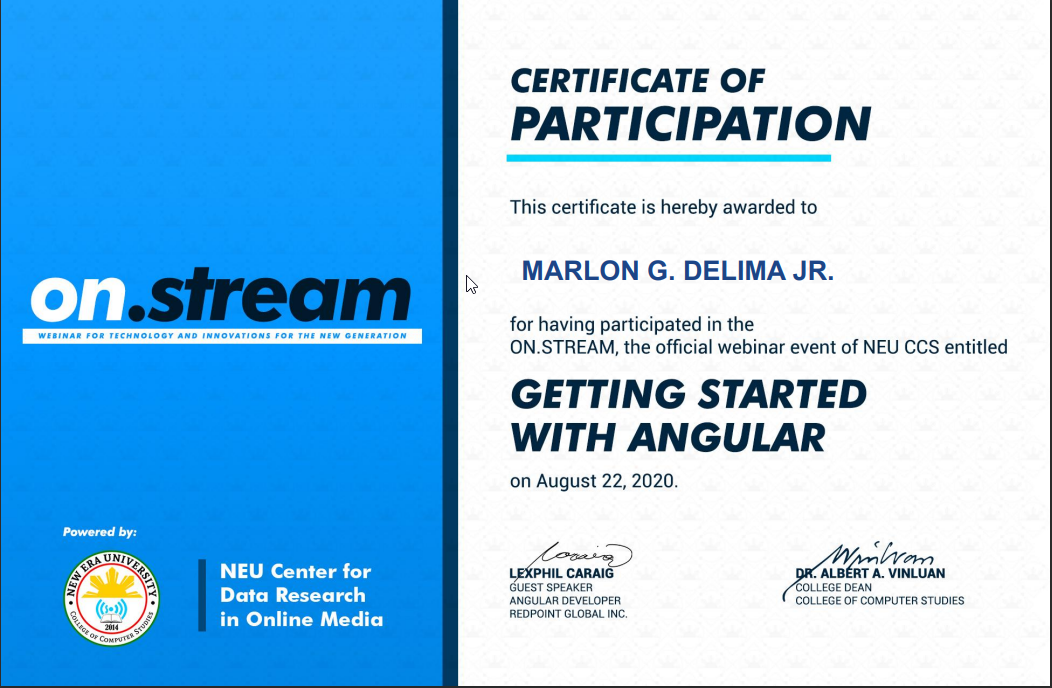 on.stream
WEBINAR FOR TECHNOLOGY AND INNOVATIONS FOR THE NEW GENERATION
Powered by:
NEW ERA UNIVERSITY
2014
COLLEGE OF COMPUTER STUDIES
NEU Center for
Data Research
in Online Media
CERTIFICATE OF
PARTICIPATION
This certificate is hereby awarded to
MARLON G. DELIMA JR.
for having participated in the
ON.STREAM, the official webinar event of NEU CCS entitled
GETTING STARTED
WITH ANGULAR
on August 22, 2020.
LEXPHIL CARAIG
GUEST SPEAKER
ANGULAR DEVELOPER
REDPOINT GLOBAL INC.
DR. ALBERT A. VINLUAN
COLLEGE DEAN
COLLEGE OF COMPUTER STUDIES